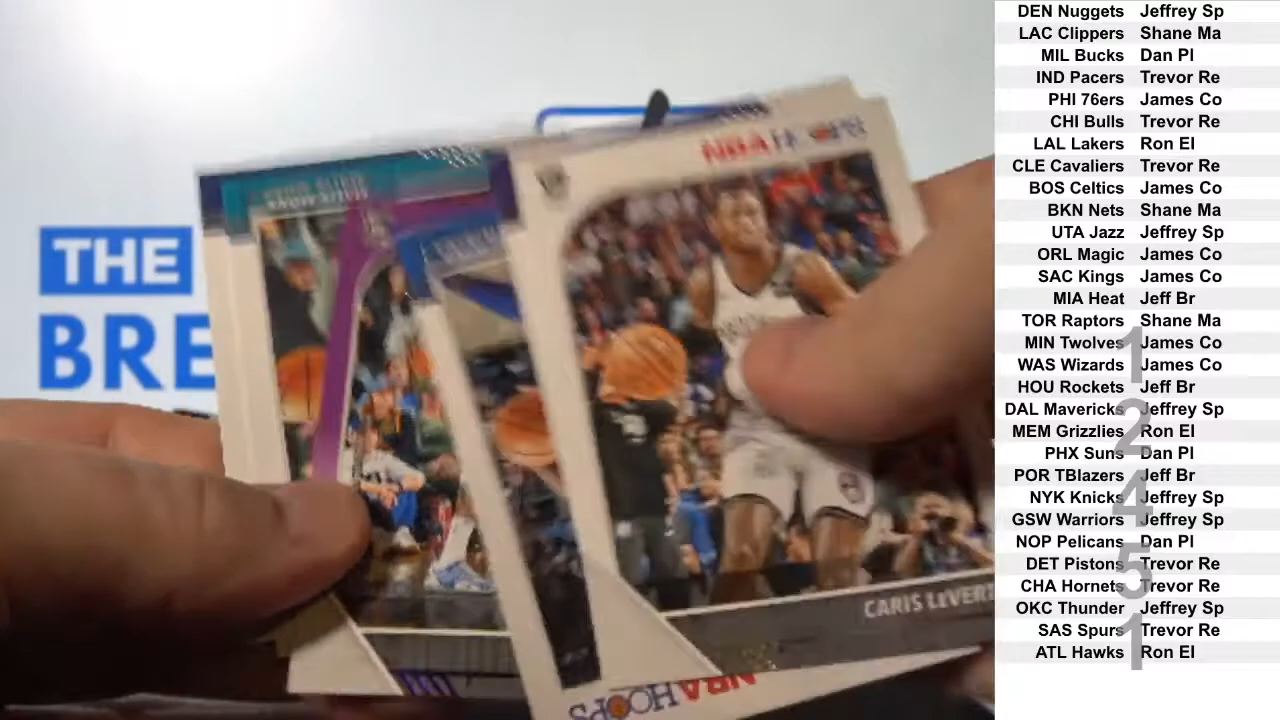 THE
BRE
NBA HOOPS
CARIS LEVERT
NBA HOOPS
DEN Nuggets Jeffrey Sp
LAC Clippers Shane Ma
MIL Bucks Dan Pl
IND Pacers Trevor Re
PHI 76ers James Co
CHI Bulls Trevor Re
LAL Lakers Ron El
CLE Cavaliers Trevor Re
BOS Celtics James Co
BKN Nets Shane Ma
UTA Jazz Jeffrey Sp
ORL Magic James Co
SAC Kings James Co
MIA Heat Jeff Br
TOR Raptors Shane Ma
MIN Twolves James Co
WAS Wizards James Co
HOU Rockets Jeff Br
DAL Mavericks Jeffrey Sp
MEM Grizzlies Ron El
PHX Suns Dan Pl
POR TBlazers Jeff Br
NYK Knicks Jeffrey Sp
GSW Warriors Jeffrey Sp
NOP Pelicans Dan Pl
DET Pistons Trevor Re
CHA Hornets Trevor Re
OKC Thunder Jeffrey Sp
SAS Spurs Trevor Re
ATL Hawks Ron El
1
2
4
5
1